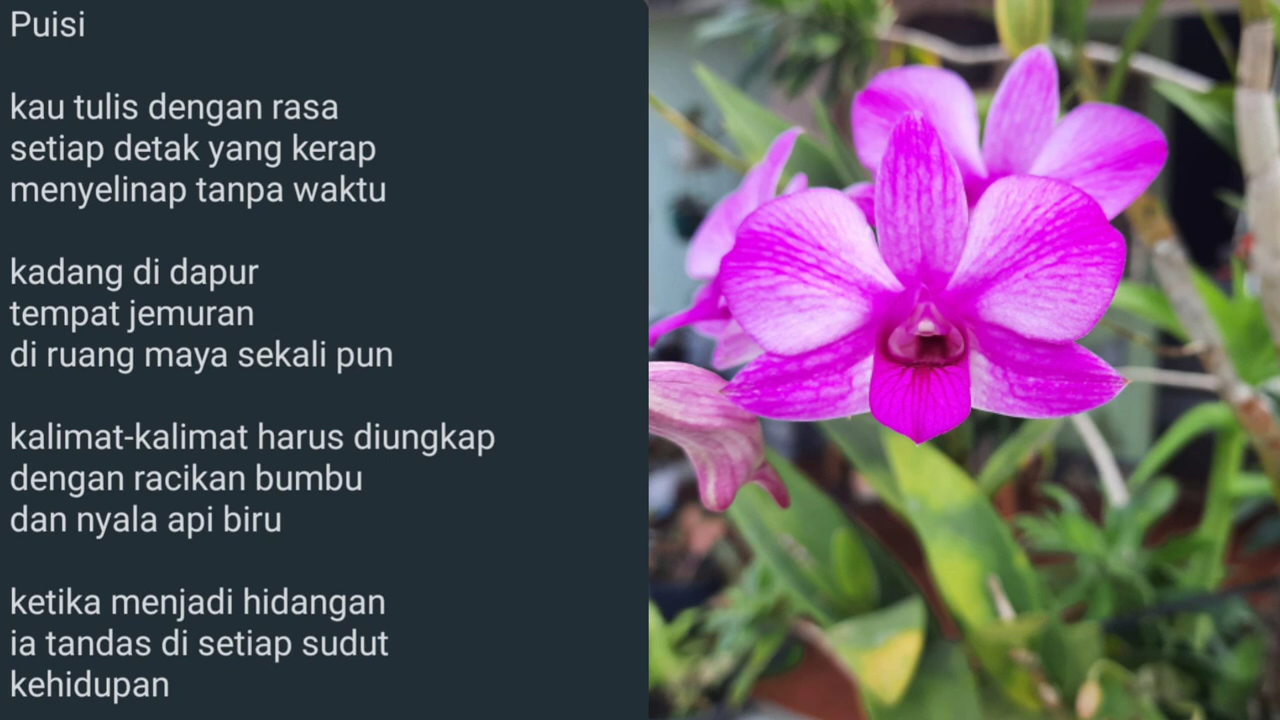 Puisi
kau tulis dengan rasa
setiap detak yang kerap
menyelinap tanpa waktu
kadang di dapur
tempat jemuran
di ruang maya sekali pun
kalimat-kalimat harus diungkap
dengan racikan bumbu
dan nyala api biru
ketika menjadi hidangan
ia tandas di setiap sudut
kehidupan